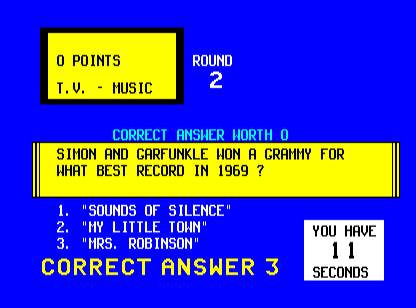 0 POINTS
T.V. - MUSIC
ROUND
2
CORRECT ANSWER WORTH 0
SIMON AND GARFUNKLE WON A GRAMMY FOR
WHAT BEST RECORD IN 1969 ?
1. "SOUNDS OF SILENCE"
2. "MY LITTLE TOWN"
3. "MRS. ROBINSON"
CORRECT ANSWER 3
YOU HAVE
11
SECONDS